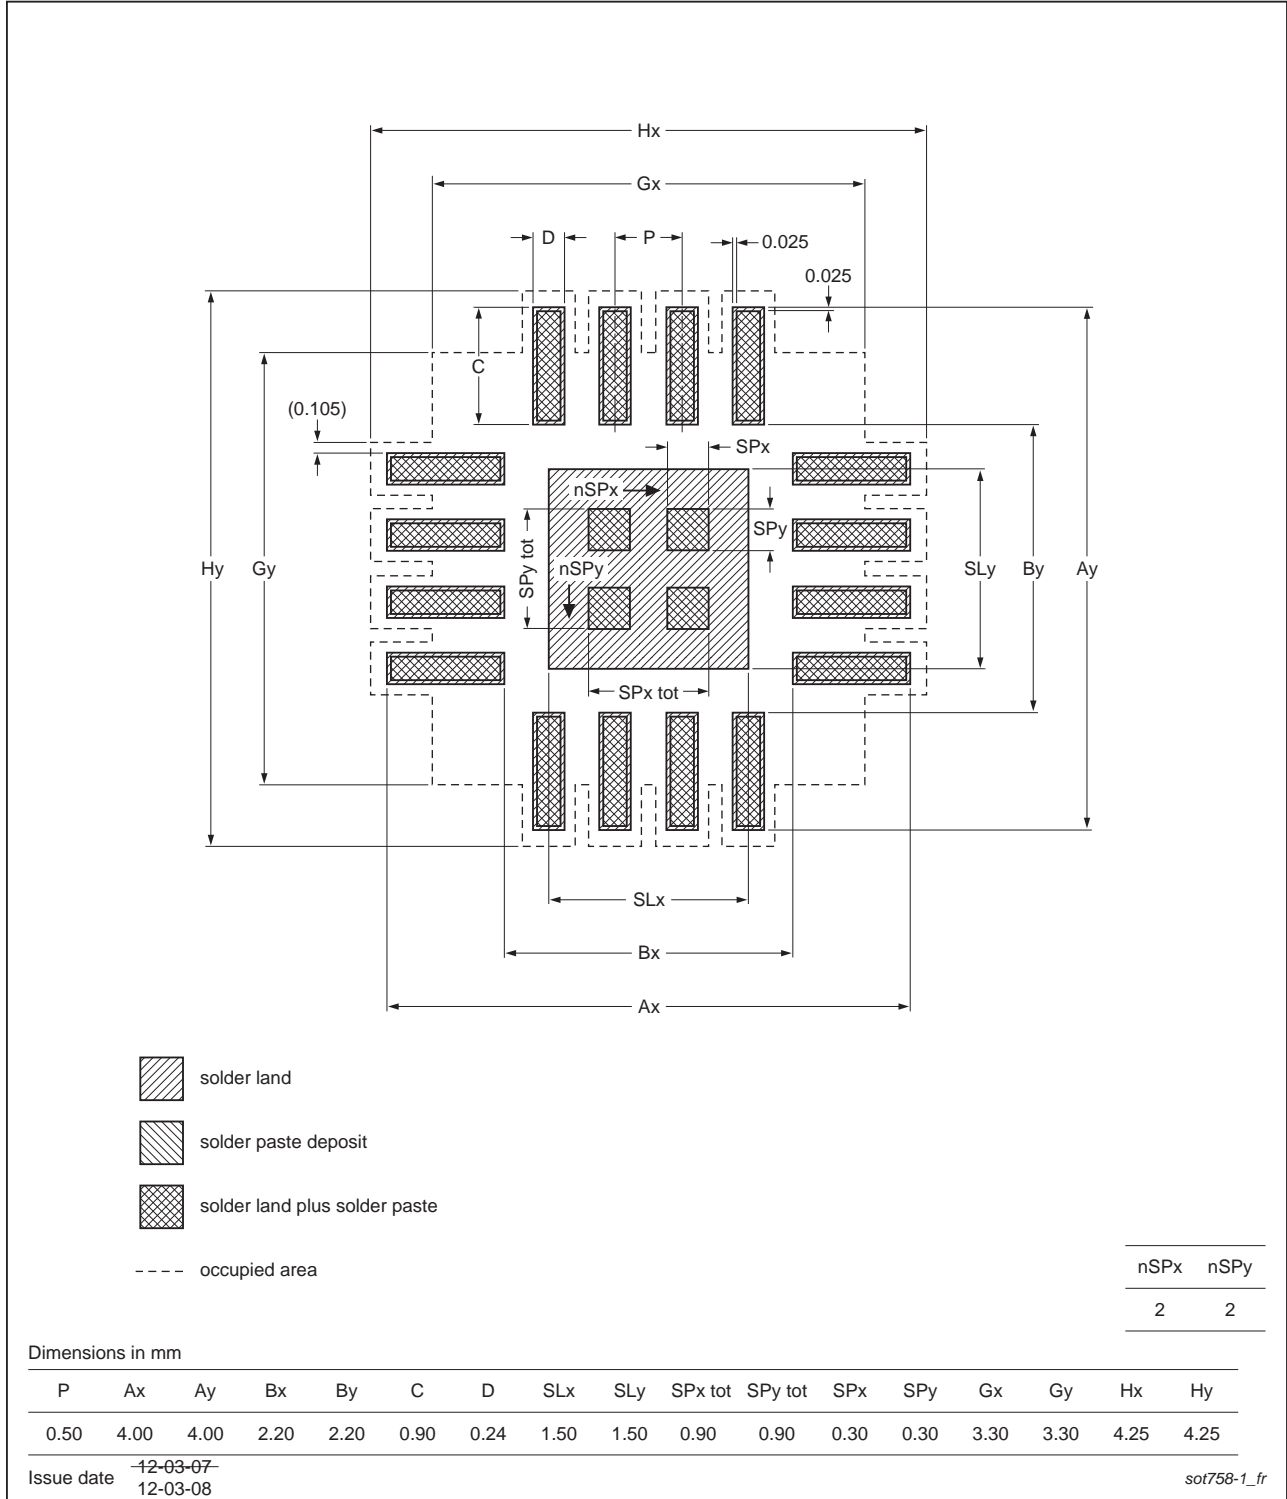 Hx
Gx
D
P
0.025
0.025
C
(0.105)
SPx
nSPx
SPy
SPy tot
Hy
Gy
nSPy
SLy
By
Ay
SPx tot
SLx
Bx
Ax
solder land
solder paste deposit
solder land plus solder paste
occupied area
nSPx nSPy
2 2
Dimensions in mm
P Ax Ay Bx By C D SLx SLy SPx tot SPy tot SPx SPy Gx Gy Hx Hy
0.50 4.00 4.00 2.20 2.20 0.90 0.24 1.50 1.50 0.90 0.90 0.30 0.30 3.30 3.30 4.25 4.25
Issue date 12-03-07
12-03-08
sot758-1_fr